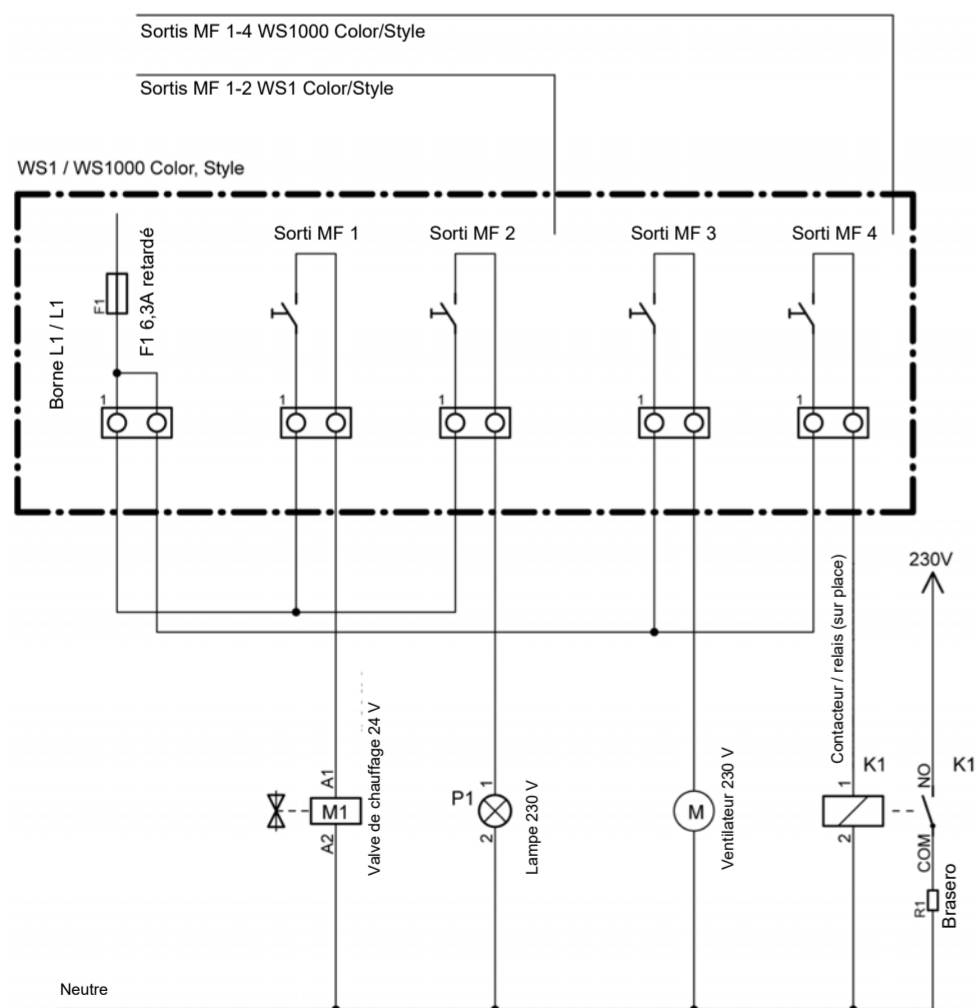 Sortis MF 1-4 WS1000 Color/Style
Sortis MF 1-2 WS1 Color/Style
WS1 / WS1000 Color, Style
Sorti MF 1
Sorti MF 2
Sorti MF 3
Sorti MF 4
Borne L1 / L1
F1
F1 6,3A retardé
1
1
1
1
1
230V
Contacteur / relais (sur place)
Valve de chauffage 24 V
A1
M1
A2
P1
1
2
Lampe 230 V
M
Ventilateur 230 V
K1
1
2
NO
K1
COM
R1
Brasero
Neutre